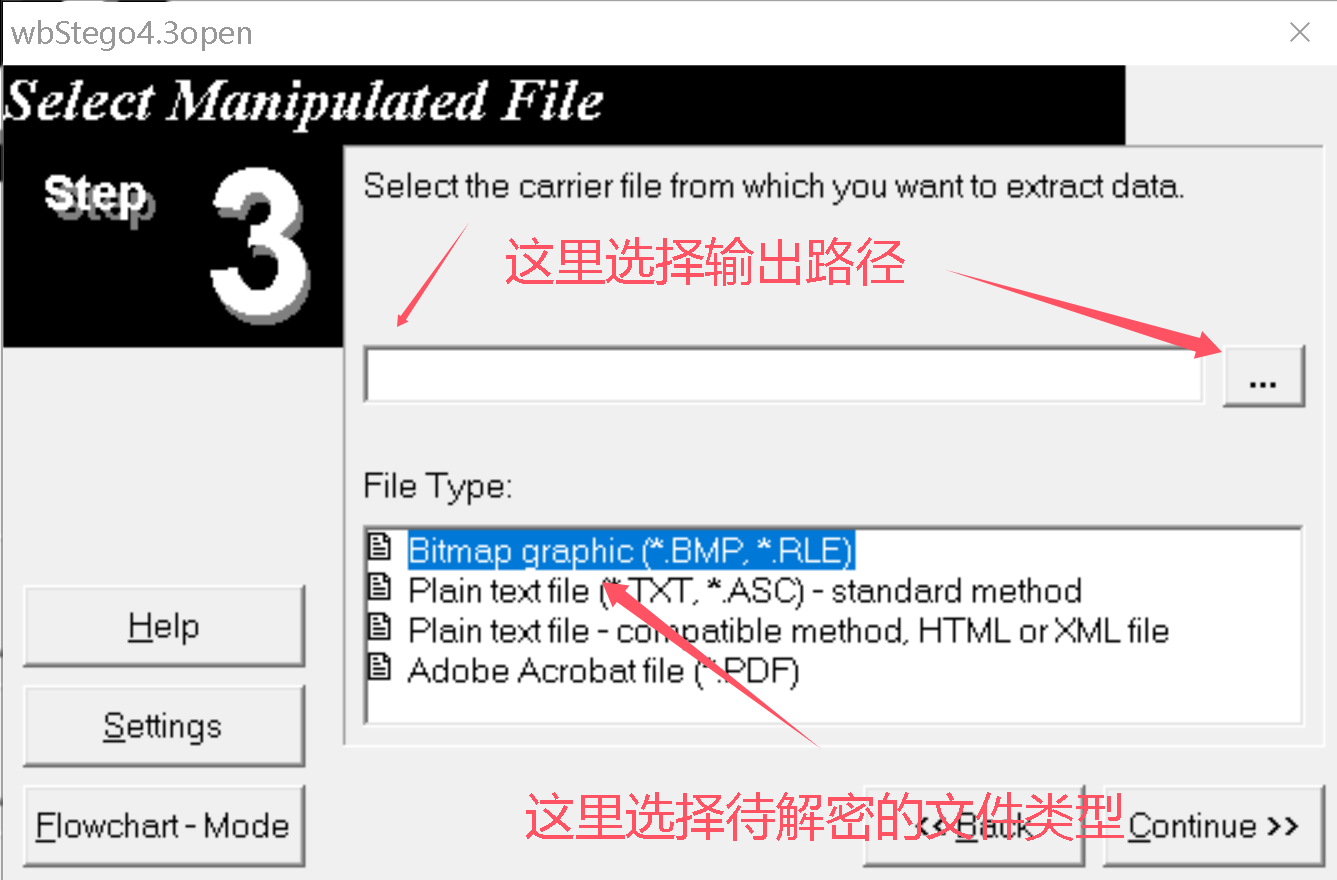 wbStego4.3open
Select Manipulated File
Step 3
Select the carrier file from which you want to extract data.
这里选择输出路径
...
File Type:
Bitmap graphic (*.BMP, *.RLE)
Plain text file (*.TXT, *.ASC) - standard method
Plain text file - compatible method, HTML or XML file
Adobe Acrobat file (*.PDF)
Help
Settings
Flowchart - Mode
这里选择待解密的文件类型
<< Back
Continue >>